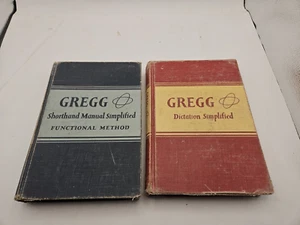 GREGG
Shorthand Manual Simplified
FUNCTIONAL METHOD
GREGG
Dictation Simplified